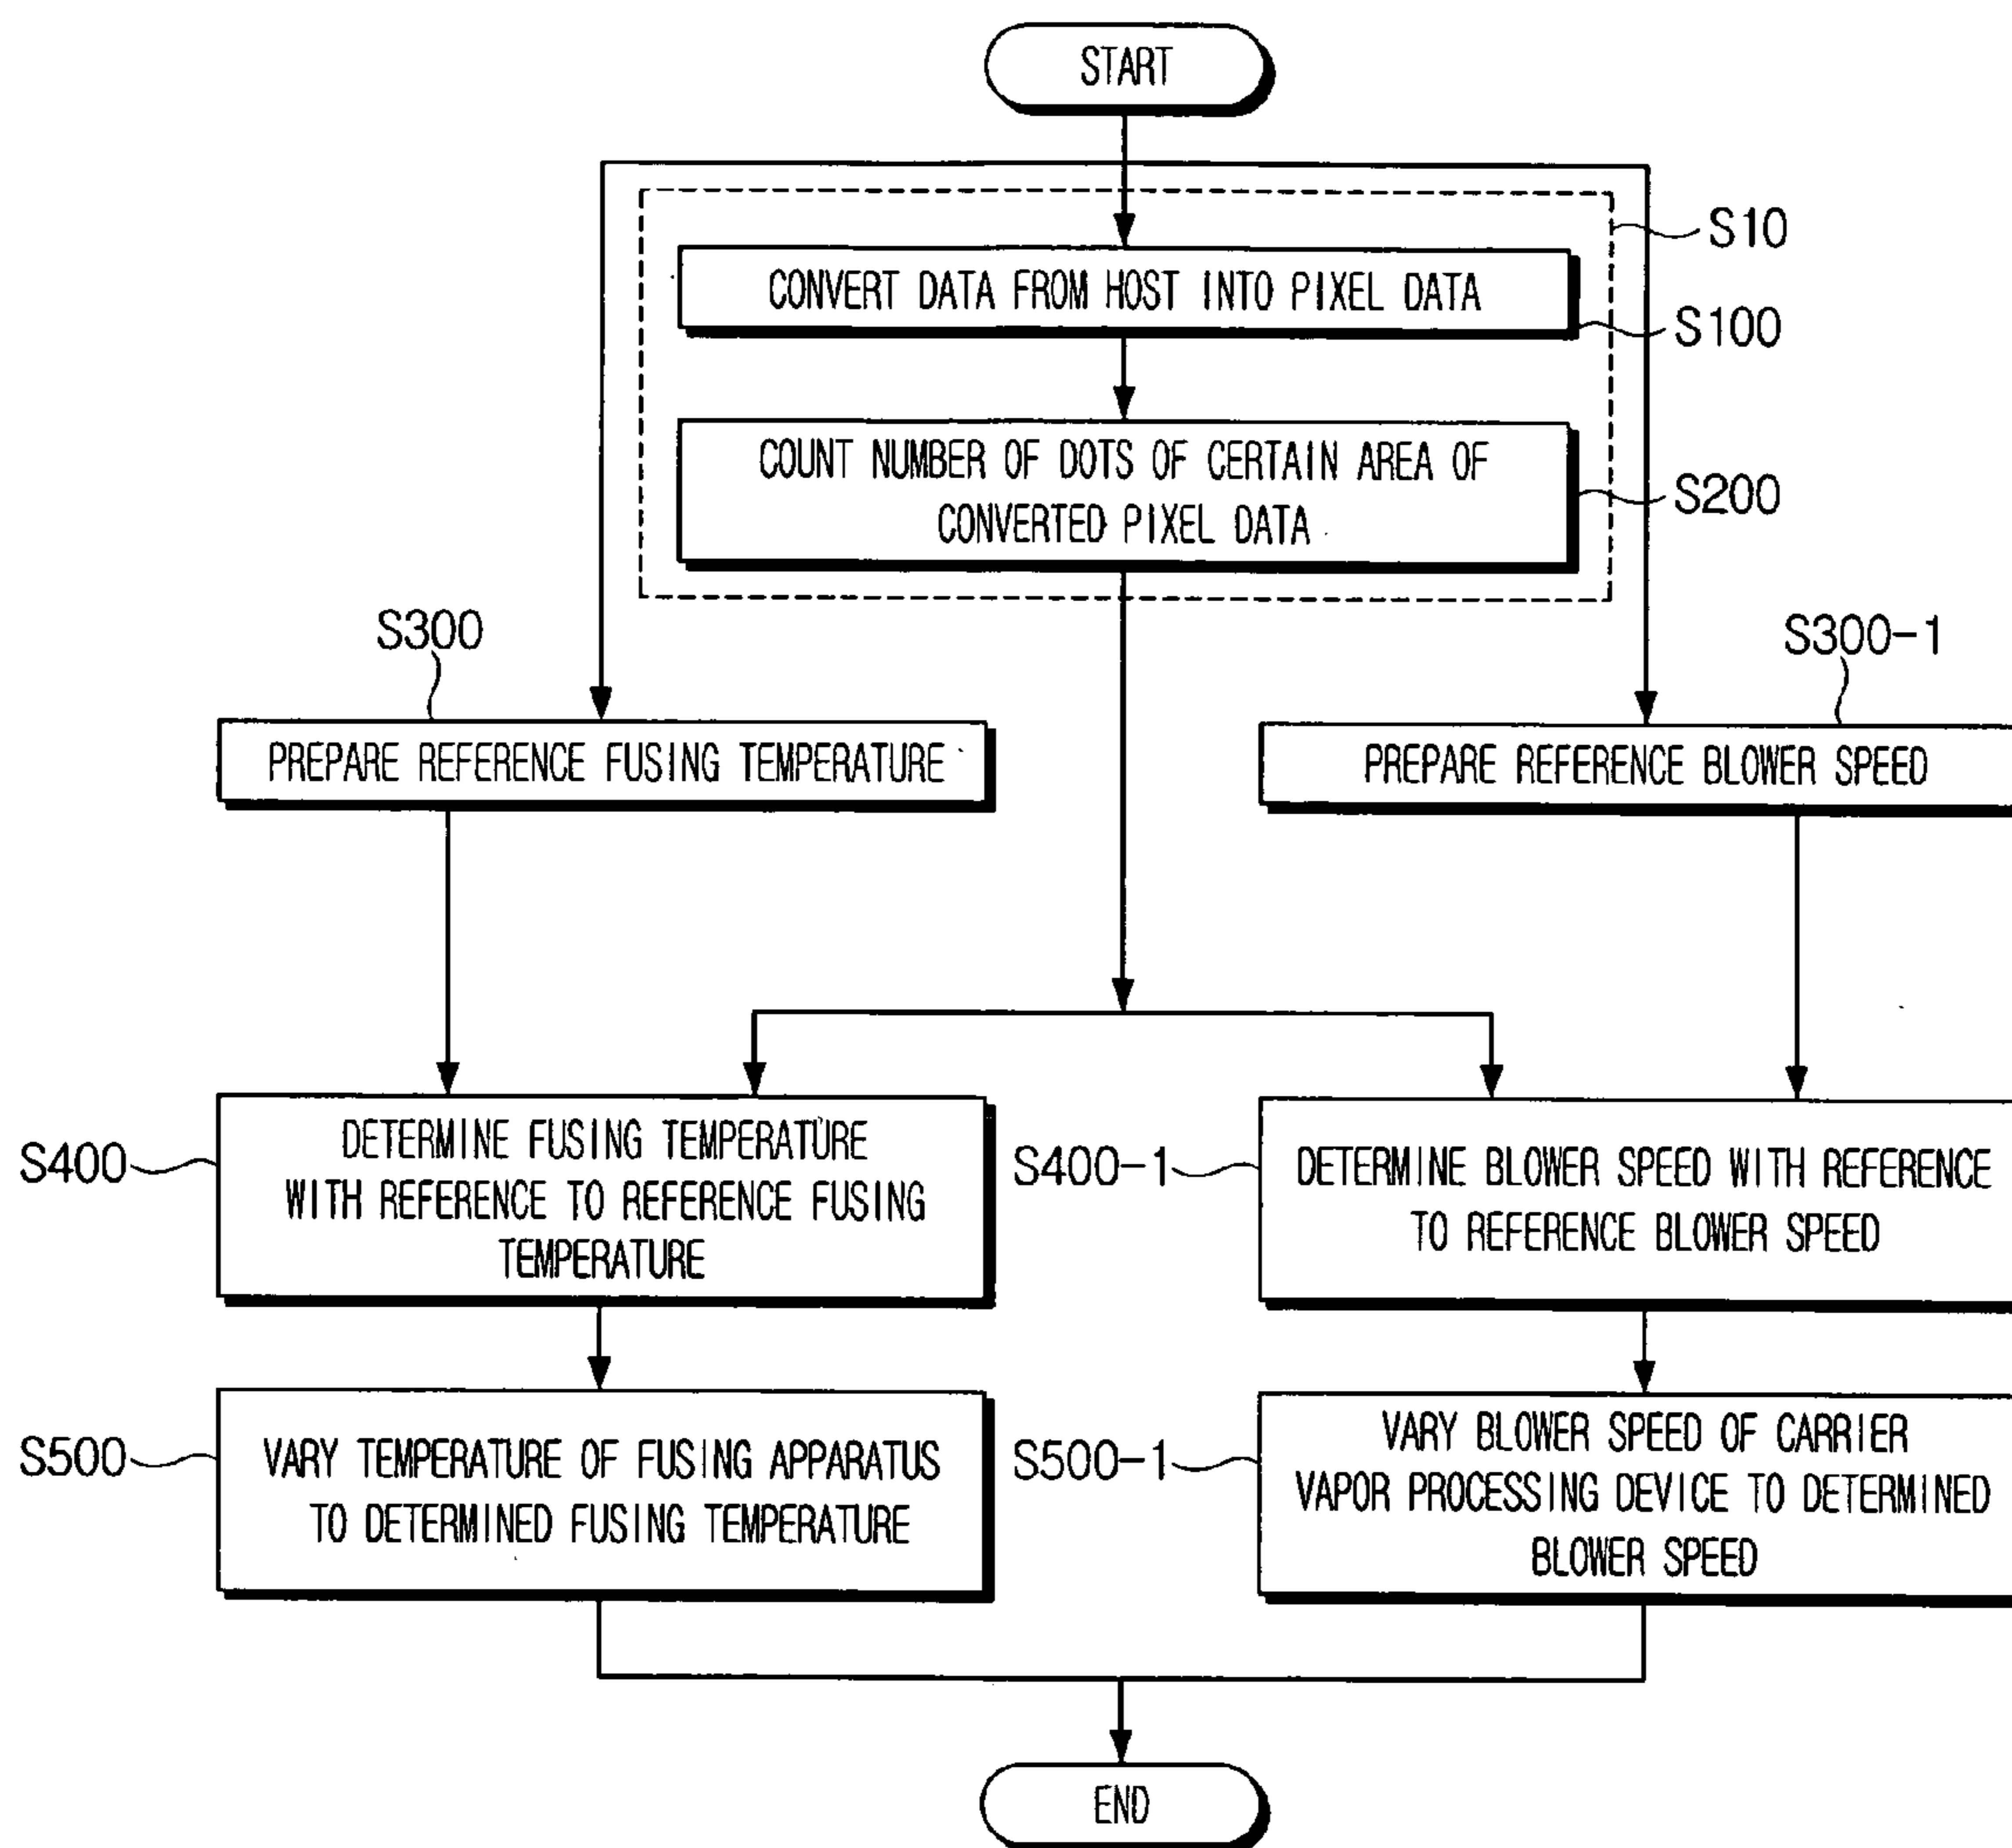 START
S10
CONVERT DATA FROM HOST INTO PIXEL DATA
S100
COUNT NUMBER OF DOTS OF CERTAIN AREA OF
CONVERTED PIXEL DATA
S200
S300
S300-1
PREPARE REFERENCE FUSING TEMPERATURE
PREPARE REFERENCE BLOWER SPEED
S400
DETERMINE FUSING TEMPERATURE
WITH REFERENCE TO REFERENCE FUSING
TEMPERATURE
S400-1
DETERMINE BLOWER SPEED WITH REFERENCE
TO REFERENCE BLOWER SPEED
S500
VARY TEMPERATURE OF FUSING APPARATUS
TO DETERMINED FUSING TEMPERATURE
S500-1
VARY BLOWER SPEED OF CARRIER
VAPOR PROCESSING DEVICE TO DETERMINED
BLOWER SPEED
END